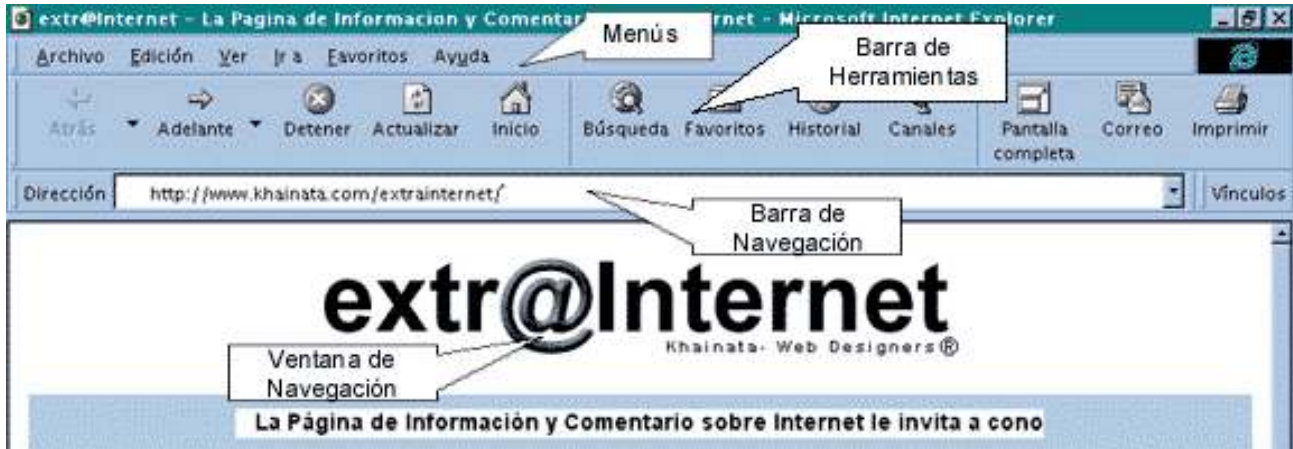 extr@Internet - La Pagina de Informacion y Comentar rnet - Microsoft Internet Explorer
Menús
Barra de
Herramientas
Archivo Edición Ver Ir a Favoritos Ayuda
Atrás Adelante Detener Actualizar Inicio Búsqueda Favoritos Historial Canales Pantalla completa Correo Imprimir
Dirección http://www.khainata.com/extrainternet/ Vínculos
Barra de
Navegación
extr@Internet
Khainata- Web Designers®
Ventana de
Navegación
La Página de Información y Comentario sobre Internet le invita a cono